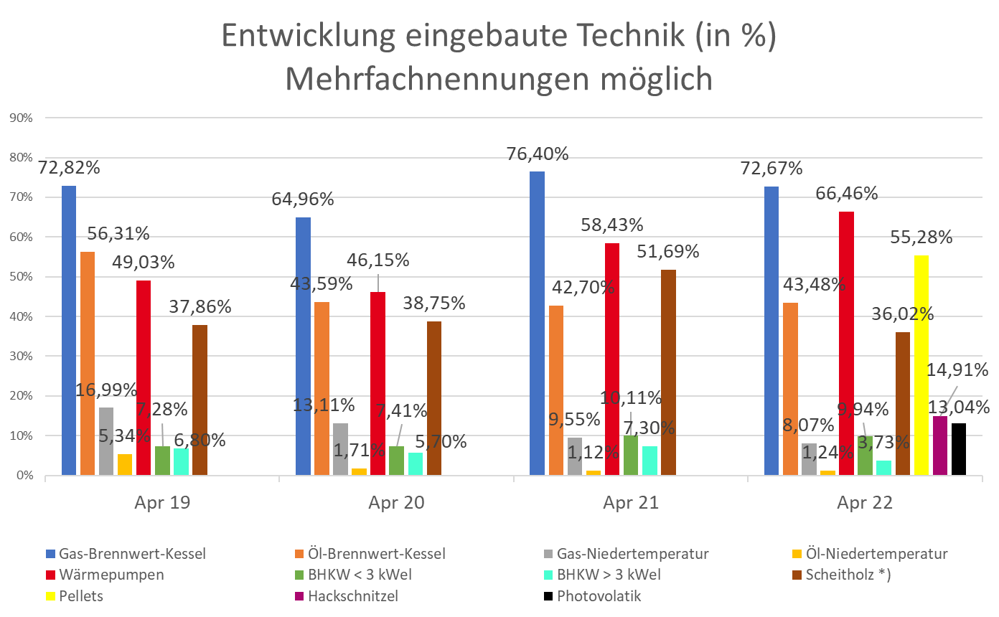 Entwicklung eingebaute Technik (in %)
Mehrfachnennungen möglich
90%
80%
70%
60%
50%
40%
30%
20%
10%
0%
72,82%
56,31%
16,99%
5,34%
49,03%
7,28%
6,80%
37,86%
64,96%
43,59%
13,11%
1,71%
46,15%
7,41%
5,70%
38,75%
76,40%
42,70%
9,55%
1,12%
58,43%
10,11%
7,30%
51,69%
72,67%
43,48%
8,07%
1,24%
66,46%
9,94%
3,73%
36,02%
55,28%
14,91%
13,04%
Apr 19
Apr 20
Apr 21
Apr 22
Gas-Brennwert-Kessel
Öl-Brennwert-Kessel
Gas-Niedertemperatur
Öl-Niedertemperatur
Wärmepumpen
BHKW < 3 kWel
BHKW > 3 kWel
Scheitholz *)
Pellets
Hackschnitzel
Photovolatik